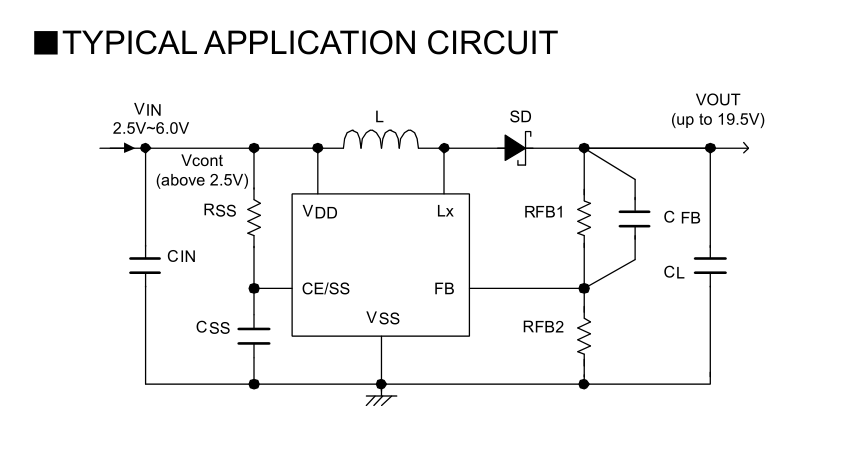 ■TYPICAL APPLICATION CIRCUIT
VIN
2.5V~6.0V
L
SD
VOUT
(up to 19.5V)
Vcont
(above 2.5V)
RSS
VDD
Lx
RFB1
C FB
CIN
CL
CE/SS
FB
VSS
CSS
RFB2